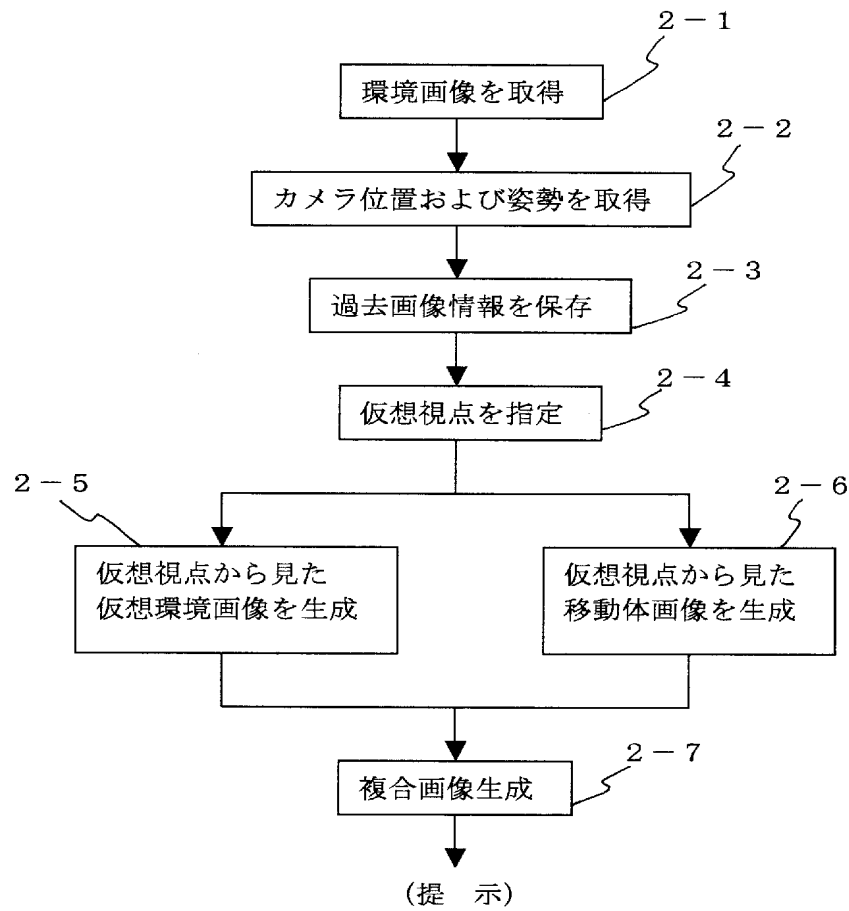 2－1
環境画像を取得
2－2
カメラ位置および姿勢を取得
2－3
過去画像情報を保存
2－4
仮想視点を指定
2－5
2－6
仮想視点から見た
仮想環境画像を生成
仮想視点から見た
移動体画像を生成
2－7
複合画像生成
(提　示)